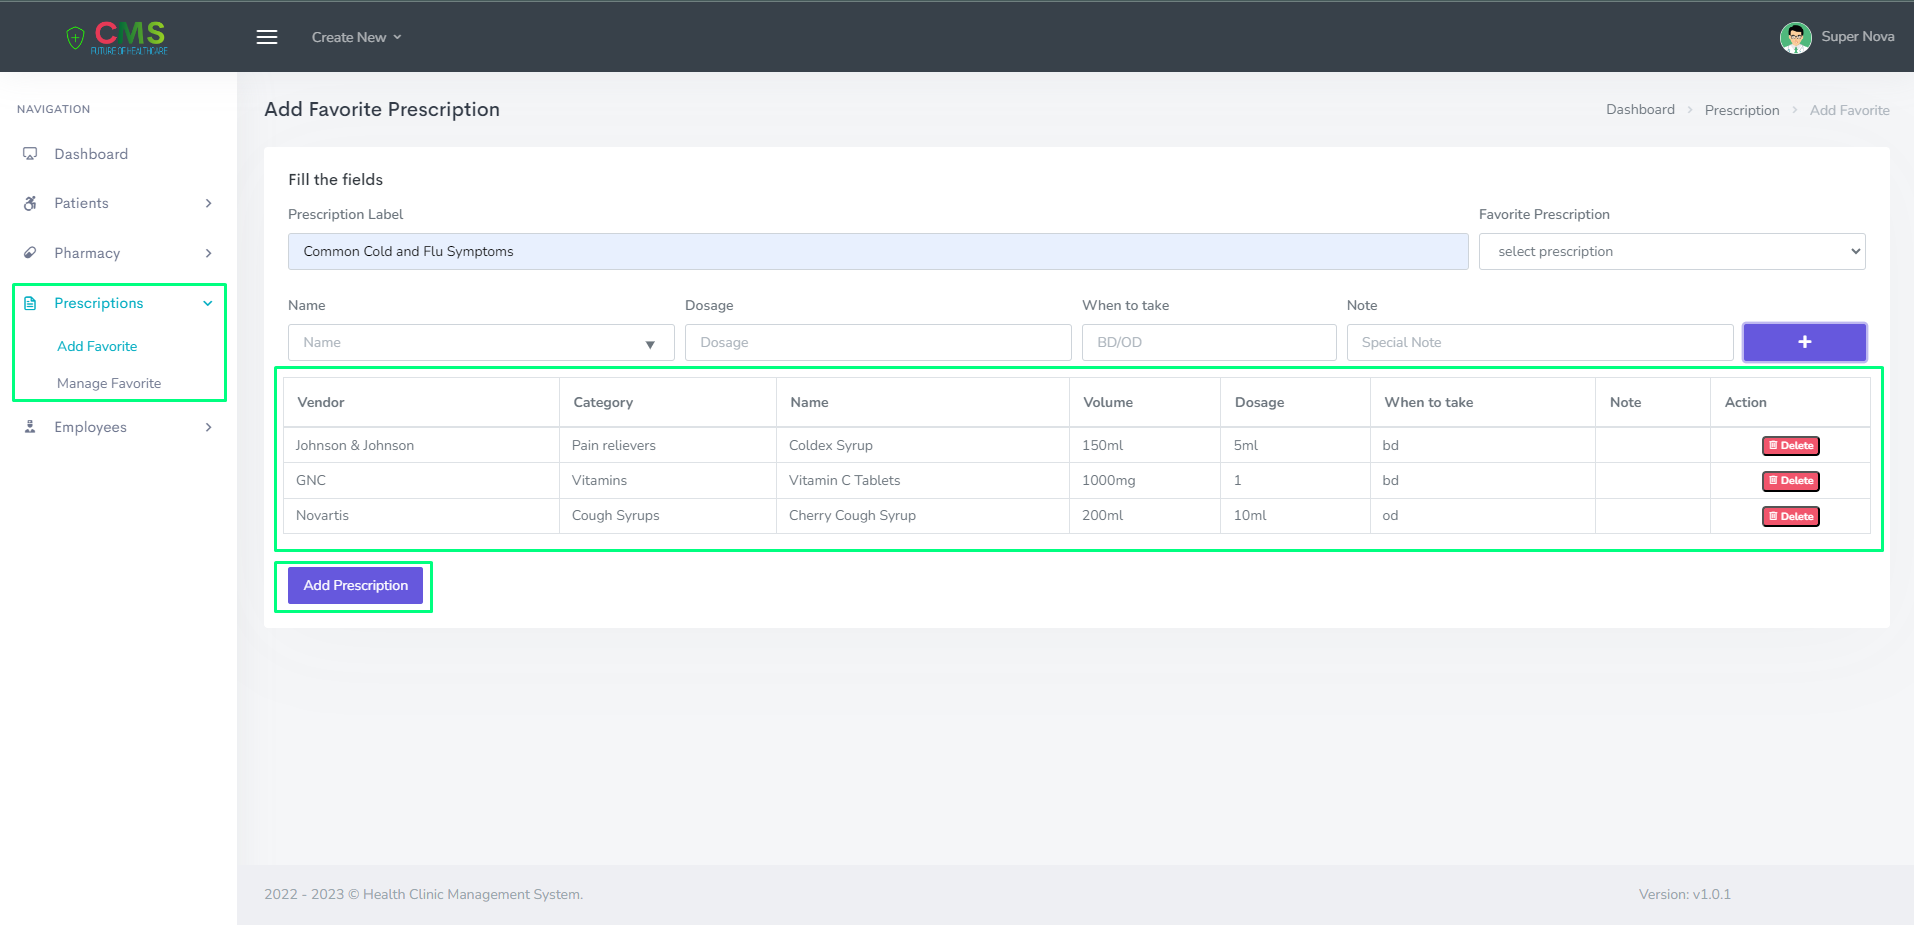 CMS
FUTURE OF HEALTHCARE
Create New
Super Nova
NAVIGATION
Dashboard
Patients
Pharmacy
Prescriptions
Add Favorite
Manage Favorite
Employees
Add Favorite Prescription
Dashboard > Prescription > Add Favorite
Fill the fields
Prescription Label
Favorite Prescription
Common Cold and Flu Symptoms
select prescription
Name Dosage When to take Note
Name Dosage BD/OD Special Note +
Vendor Category Name Volume Dosage When to take Note Action
Johnson & Johnson Pain relievers Coldex Syrup 150ml 5ml bd Delete
GNC Vitamins Vitamin C Tablets 1000mg 1 bd Delete
Novartis Cough Syrups Cherry Cough Syrup 200ml 10ml od Delete
Add Prescription
2022 - 2023 © Health Clinic Management System.
Version: v1.0.1